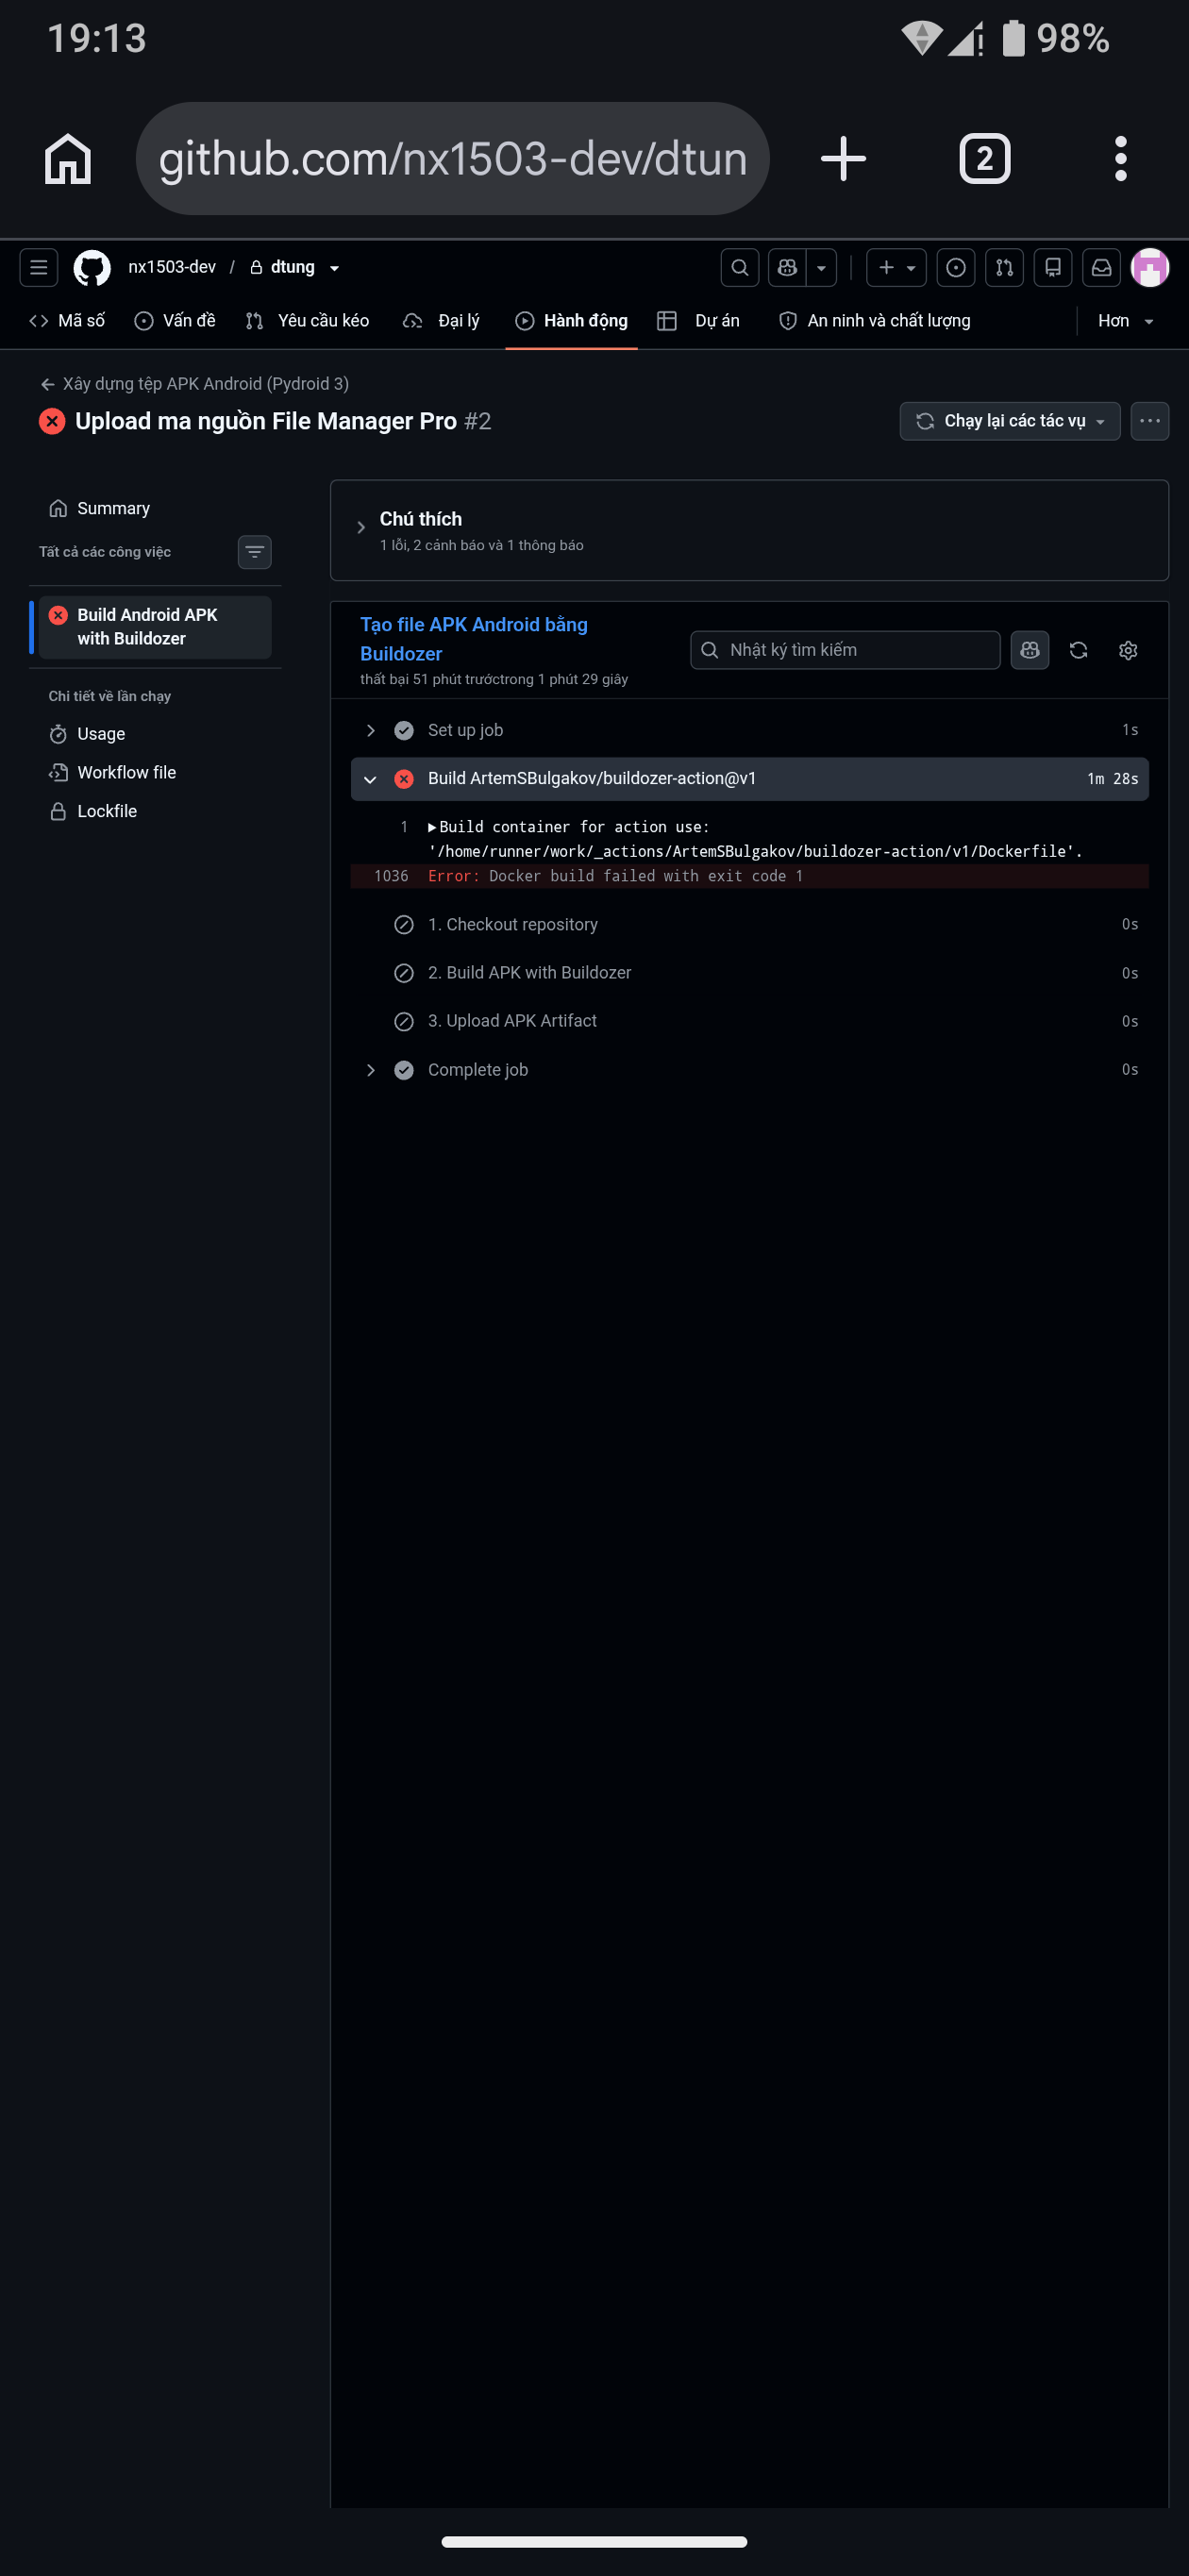 19:13
98%
github.com/nx1503-dev/dtun
2
nx1503-dev / dtung
Mã số
Vấn đề
Yêu cầu kéo
Đại lý
Hành động
Dự án
An ninh và chất lượng
Hơn
Xây dựng tệp APK Android (Pydroid 3)
Upload ma nguồn File Manager Pro #2
Chạy lại các tác vụ
Summary
Tất cả các công việc
Build Android APK
with Buildozer
Chi tiết về lần chạy
Usage
Workflow file
Lockfile
Chú thích
1 lỗi, 2 cảnh báo và 1 thông báo
Tạo file APK Android bằng
Buildozer
thất bại 51 phút trướctrong 1 phút 29 giây
Nhật ký tìm kiếm
Set up job 1s
Build ArtemSBulgakov/buildozer-action@v1 1m 28s
1 Build container for action use:
'/home/runner/work/_actions/ArtemSBulgakov/buildozer-action/v1/Dockerfile'.
1036 Error: Docker build failed with exit code 1
1. Checkout repository 0s
2. Build APK with Buildozer 0s
3. Upload APK Artifact 0s
Complete job 0s